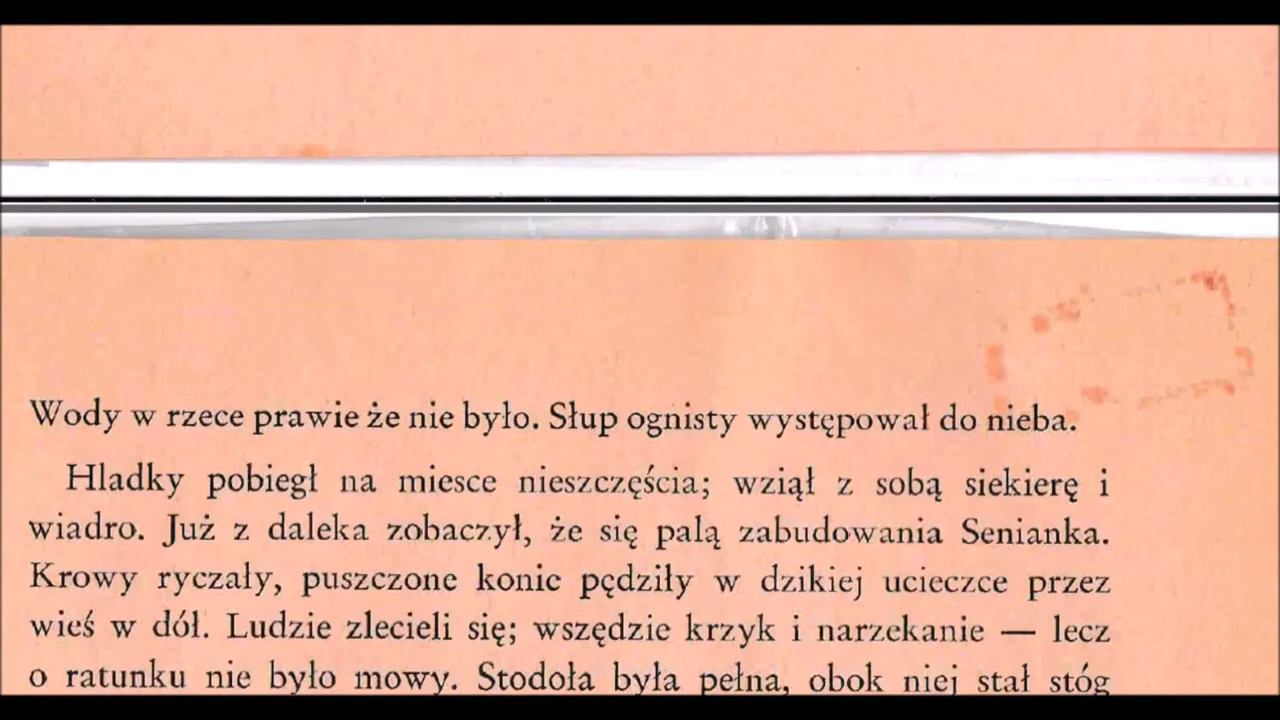 Wody w rzece prawie że nie było. Słup ognisty występował do nieba.
Hladky pobiegł na miesce nieszczęścia; wziął z sobą siekierę i
wiadro. Już z daleka zobaczył, że się palą zabudowania Senianka.
Krowy ryczały, puszczone konie pędziły w dzikiej ucieczce przez
wieś w dół. Ludzie zlecieli się; wszędzie krzyk i narzekanie — lecz
o ratunku nie było mowy. Stodoła była pełna, obok niej stał stóg